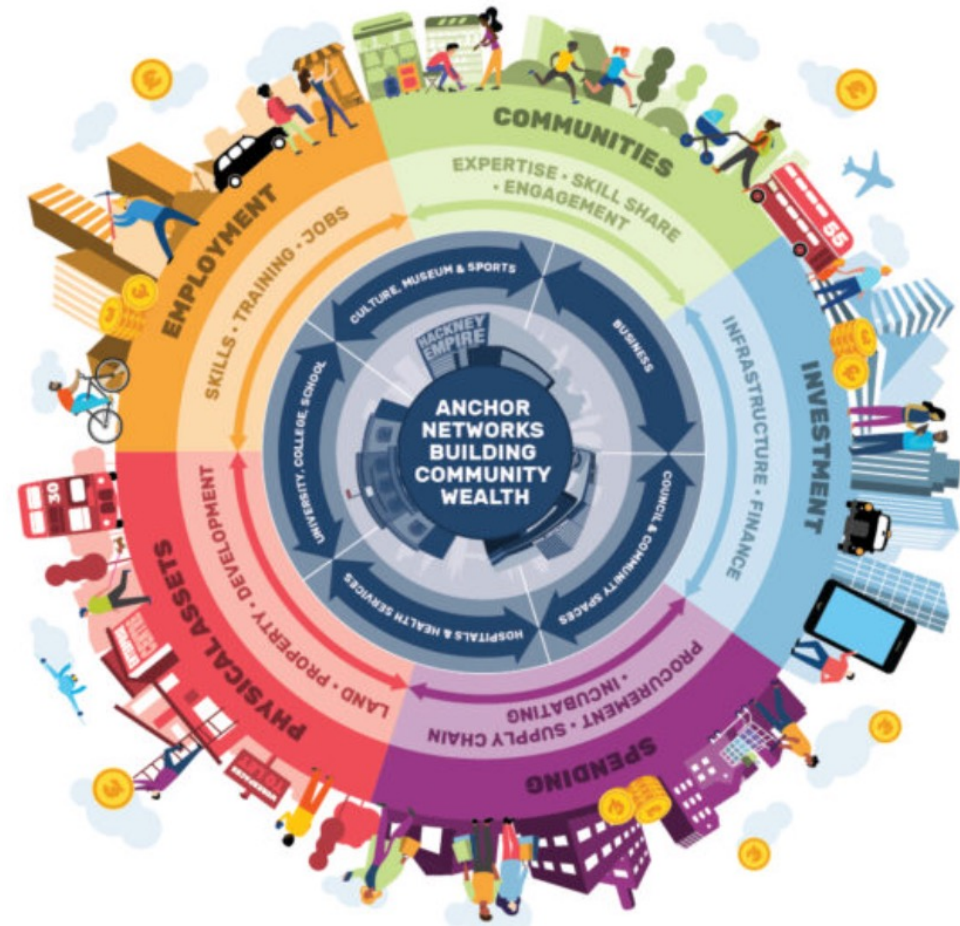 ANCHOR
NETWORKS
BUILDING
COMMUNITY
WEALTH
HACKNEY
EMPIRE
CULTURE, MUSEUM & SPORTS
BUSINESS
COUNCIL & COMMUNITY SPACES
HOSPITALS & HEALTH SERVICES
UNIVERSITY, COLLEGE, SCHOOL
COMMUNITIES
EXPERTISE • SKILL SHARE
• ENGAGEMENT
INVESTMENT
INFRASTRUCTURE • FINANCE
SPENDING
PROCUREMENT • SUPPLY CHAIN
• INCUBATING
PHYSICAL ASSETS
LAND • PROPERTY • DEVELOPMENT
EMPLOYMENT
SKILLS • TRAINING • JOBS
55
30
TO LET